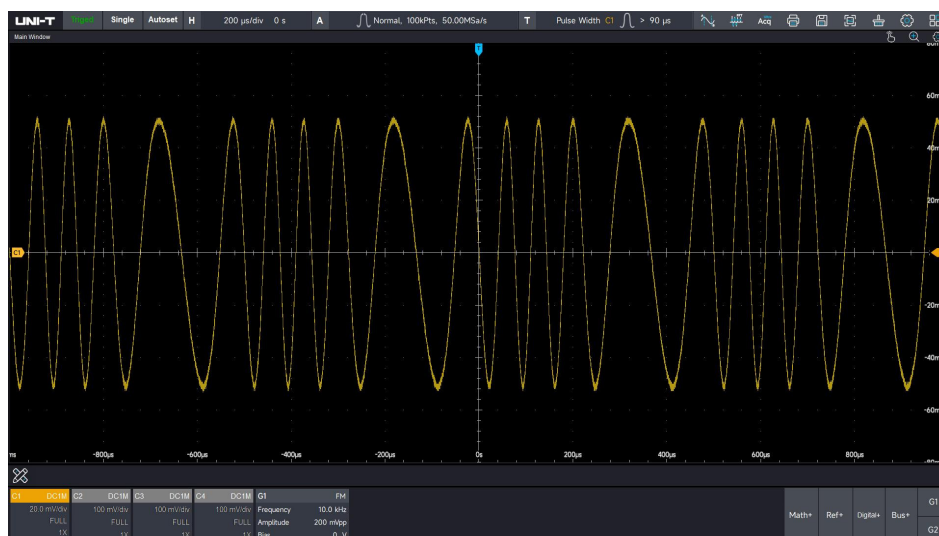 UNI-T Triged Single Autoset H 200 μs/div 0 s A Normal, 100kPts, 50.00MSa/s T Pulse Width C1 > 90 μs Acq
Main Window
T
60m
40m
20m
C1
-20m
-40m
-60m
ms -800μs -600μs -400μs -200μs 0s 200μs 400μs 600μs 800μs
C1 DC1M C2 DC1M C3 DC1M C4 DC1M G1 FM
20.0 mV/div 100 mV/div 100 mV/div 100 mV/div Frequency 10.0 kHz
FULL FULL FULL FULL Amplitude 200 mVpp
1X 1X 1X 1X Bias 0 V
Math+ Ref+ Digital+ Bus+ G1
G2